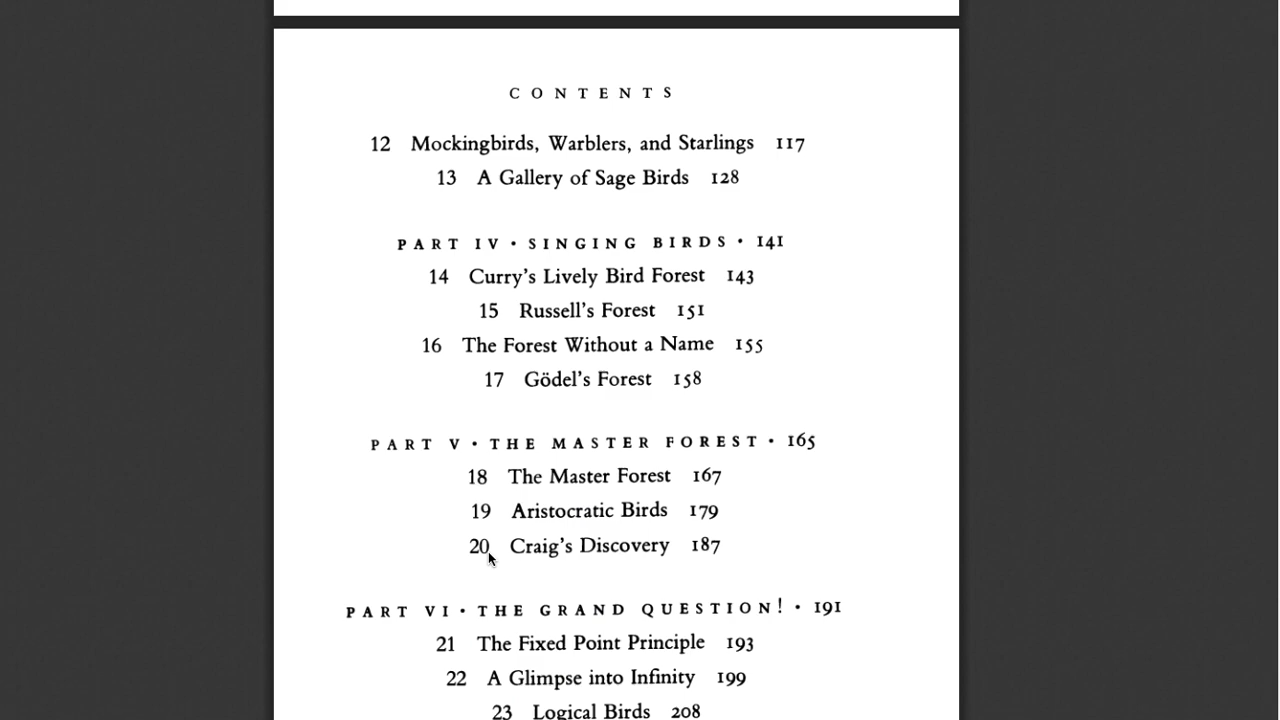 CONTENTS
12 Mockingbirds, Warblers, and Starlings 117
13 A Gallery of Sage Birds 128
PART IV · SINGING BIRDS · 141
14 Curry's Lively Bird Forest 143
15 Russell's Forest 151
16 The Forest Without a Name 155
17 Gödel's Forest 158
PART V · THE MASTER FOREST · 165
18 The Master Forest 167
19 Aristocratic Birds 179
20 Craig's Discovery 187
PART VI · THE GRAND QUESTION! · 191
21 The Fixed Point Principle 193
22 A Glimpse into Infinity 199
23 Logical Birds 208